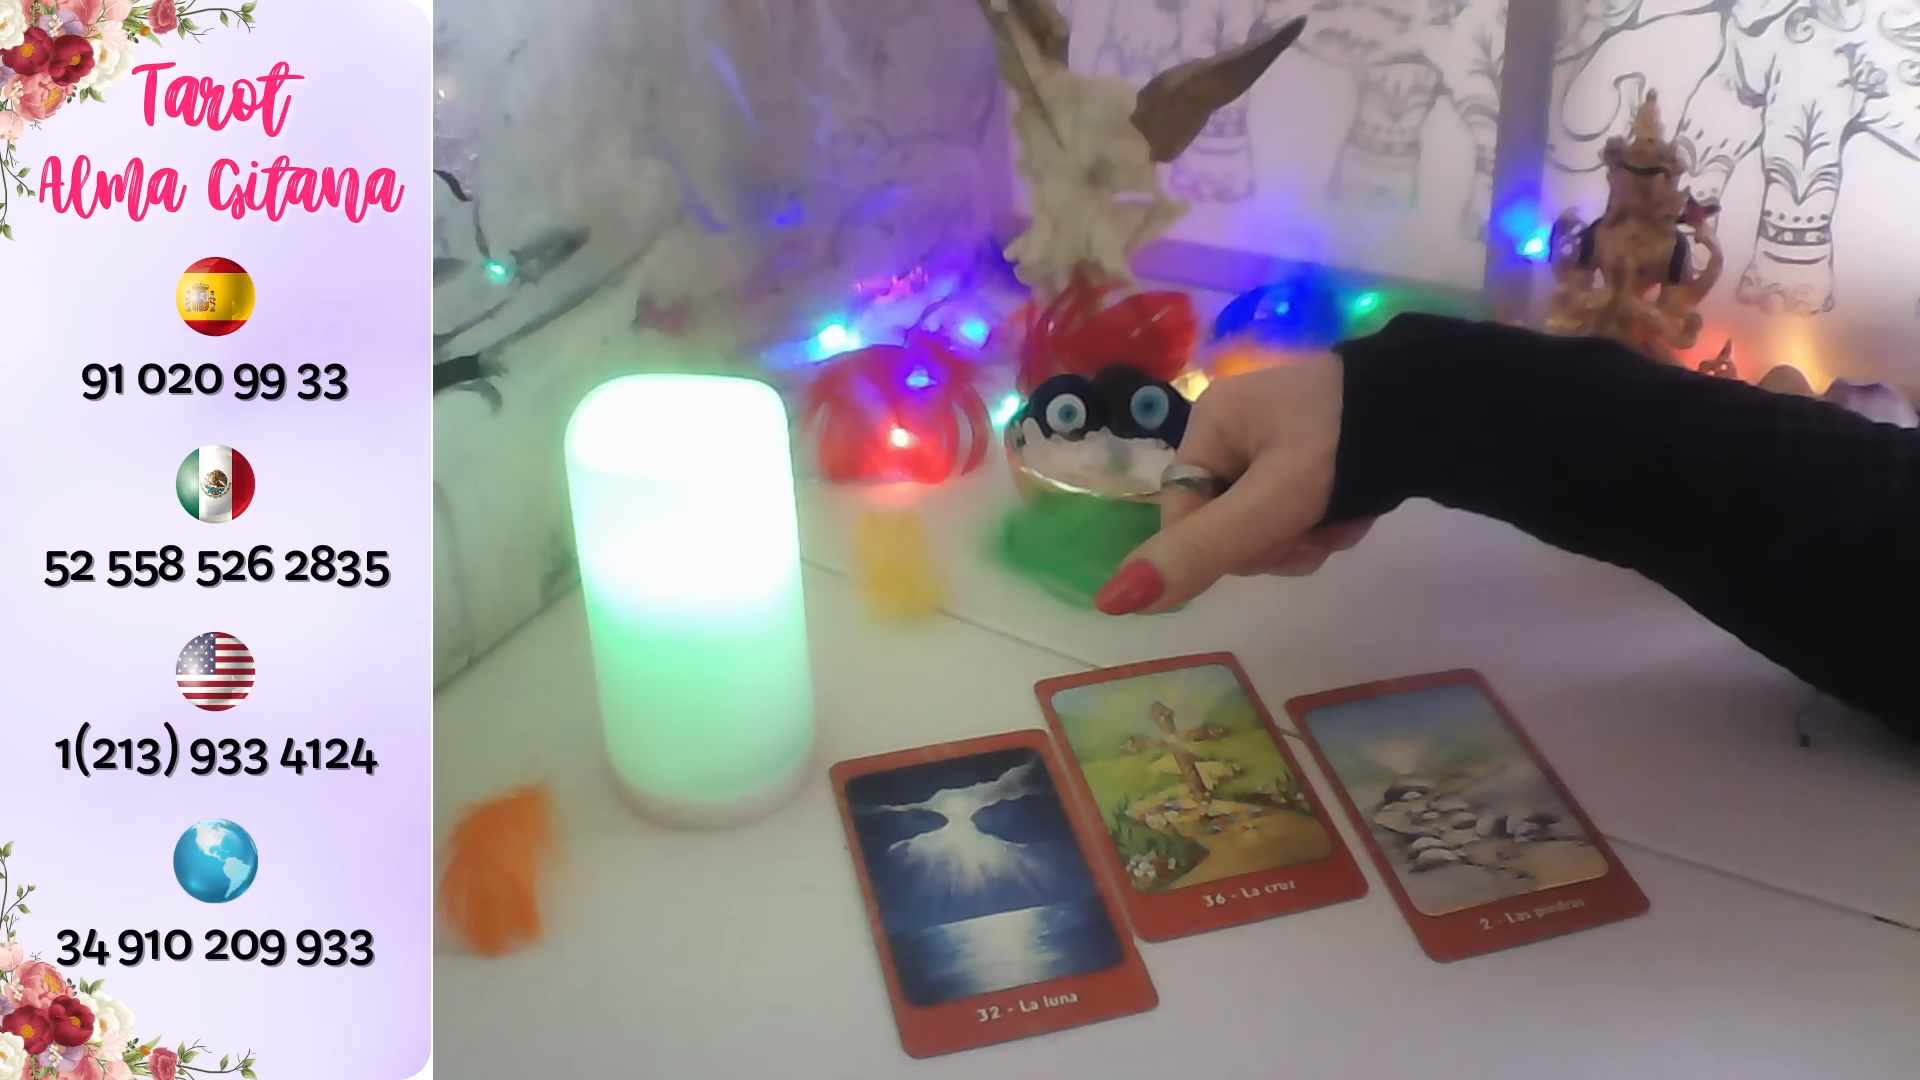 Tarot
Alma Gitana
91 020 99 33
52 558 526 2835
1(213) 933 4124
34 910 209 933
32 - La luna
36 - La cruz
2 - Las piedras